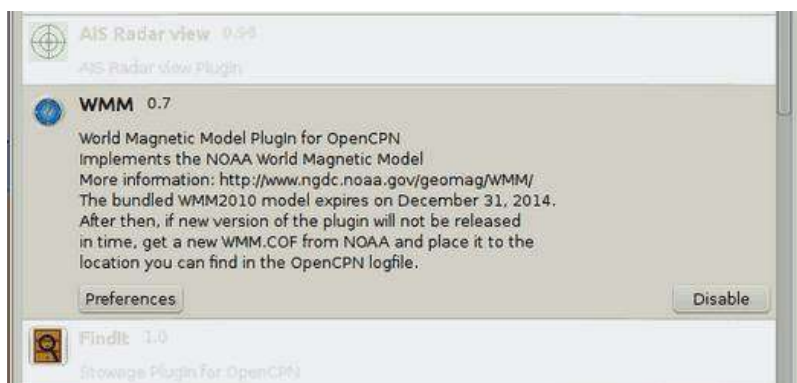 AIS Radar view 0.56
AIS Radar view Plugin
WMM 0.7
World Magnetic Model PlugIn for OpenCPN
Implements the NOAA World Magnetic Model
More information: http://www.ngdc.noaa.gov/geomag/WMM/
The bundled WMM2010 model expires on December 31, 2014.
After then, if new version of the plugin will not be released
in time, get a new WMM.COF from NOAA and place it to the
location you can find in the OpenCPN logfile.
Preferences
Disable
FindIt 1.0
Stowage Plugin for OpenCPN